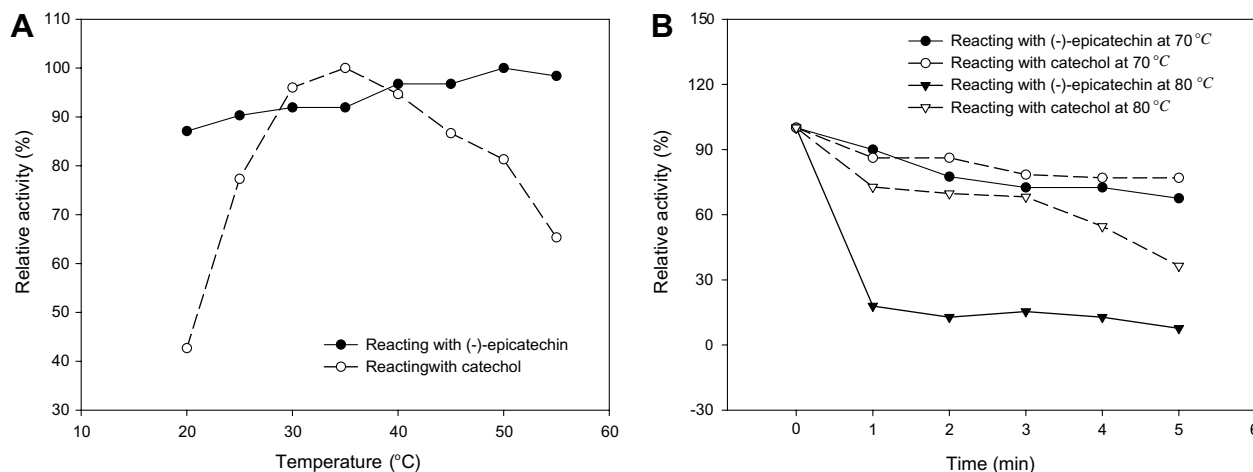 A
110
100
90
80
70
60
50
40
30
10
20
30
40
50
60
Relative activity (%)
Temperature (°C)
Reacting with (-)-epicatechin
Reactingwith catechol
B
150
90
60
30
0
-30
0
1
2
3
4
5
6
Relative activity (%)
Time (min)
Reacting with (-)-epicatechin at 70°C
Reacting with catechol at 70°C
Reacting with (-)-epicatechin at 80°C
Reacting with catechol at 80°C